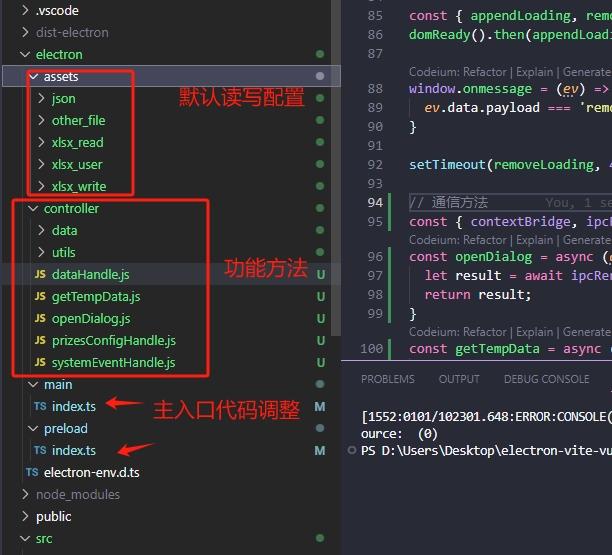 .vscode
dist-electron
electron
assets
json
other_file
xlsx_read
xlsx_user
xlsx_write
默认读写配置
controller
data
utils
JS dataHandle.js U
JS getTempData.js U
JS openDialog.js U
JS prizesConfigHandle.js U
JS systemEventHandle.js U
功能方法
main
TS index.ts M
主入口代码调整
preload
TS index.ts M
TS electron-env.d.ts
node_modules
public
src
85 const { appendLoading, rem
86 domReady().then(appendLoadi
87
Codeium: Refactor | Explain | Generate
88 window.onmessage = (ev) =>
89 ev.data.payload === 'remo
90 }
91
92 setTimeout(removeLoading, 4
93
94 // 通信方法 You, 1 se
95 const { contextBridge, ipcR
Codeium: Refactor | Explain | Generate
96 const openDialog = async (
97 let result = await ipcRen
98 return result;
99 }
Codeium: Refactor | Explain | Generate
100 const getTempData = async (
PROBLEMS OUTPUT DEBUG CONSOLE
[1552:0101/102301.648:ERROR:CONSOLE(
ource: (0)
PS D:\Users\Desktop\electron-vite-vu